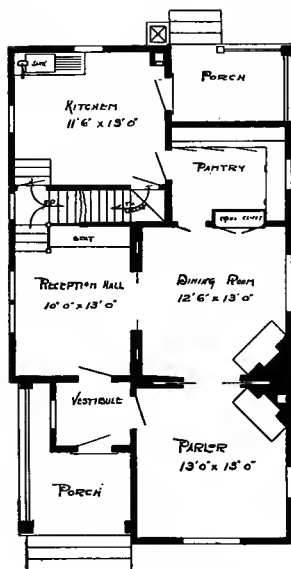 SINK
PORCH
KITCHEN
11'6" x 13'0"
PANTRY
SEAT
RECEPTION HALL
10'0" x 13'0"
DINING ROOM
12'6" x 13'0"
VESTIBULE
PARLOR
13'0" x 13'0"
PORCH